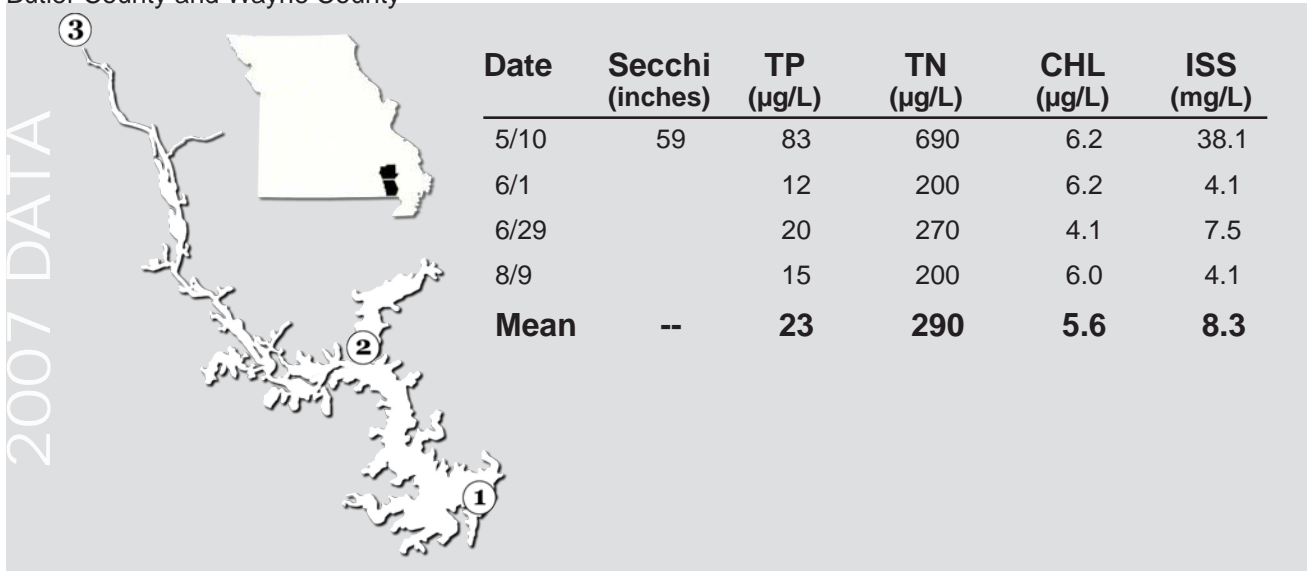 Butler County and Wayne County
2007 DATA
3
2
1
Date Secchi TP TN CHL ISS
(inches) (µg/L) (µg/L) (µg/L) (mg/L)
5/10 59 83 690 6.2 38.1
6/1 12 200 6.2 4.1
6/29 20 270 4.1 7.5
8/9 15 200 6.0 4.1
Mean -- 23 290 5.6 8.3